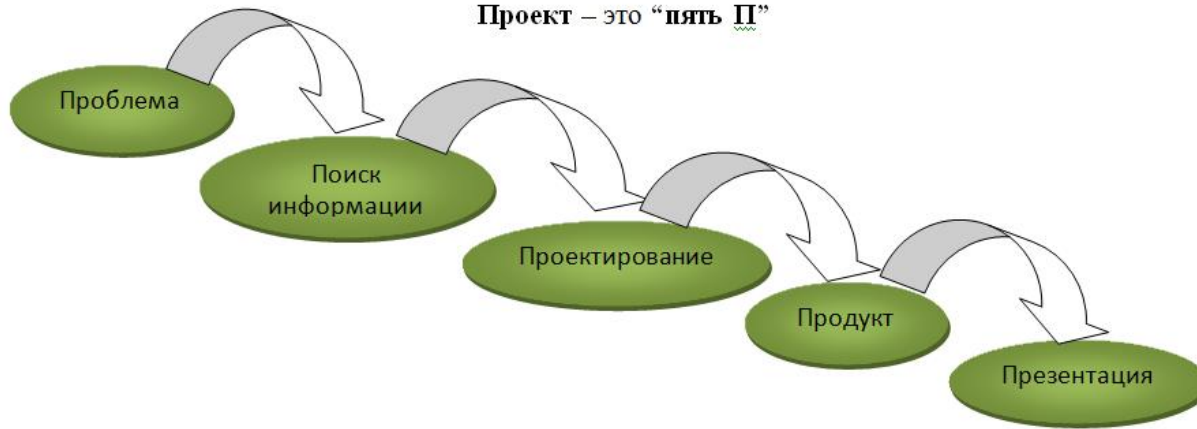 Проект – это “пять П”
Проблема
Поиск
информации
Проектирование
Продукт
Презентация